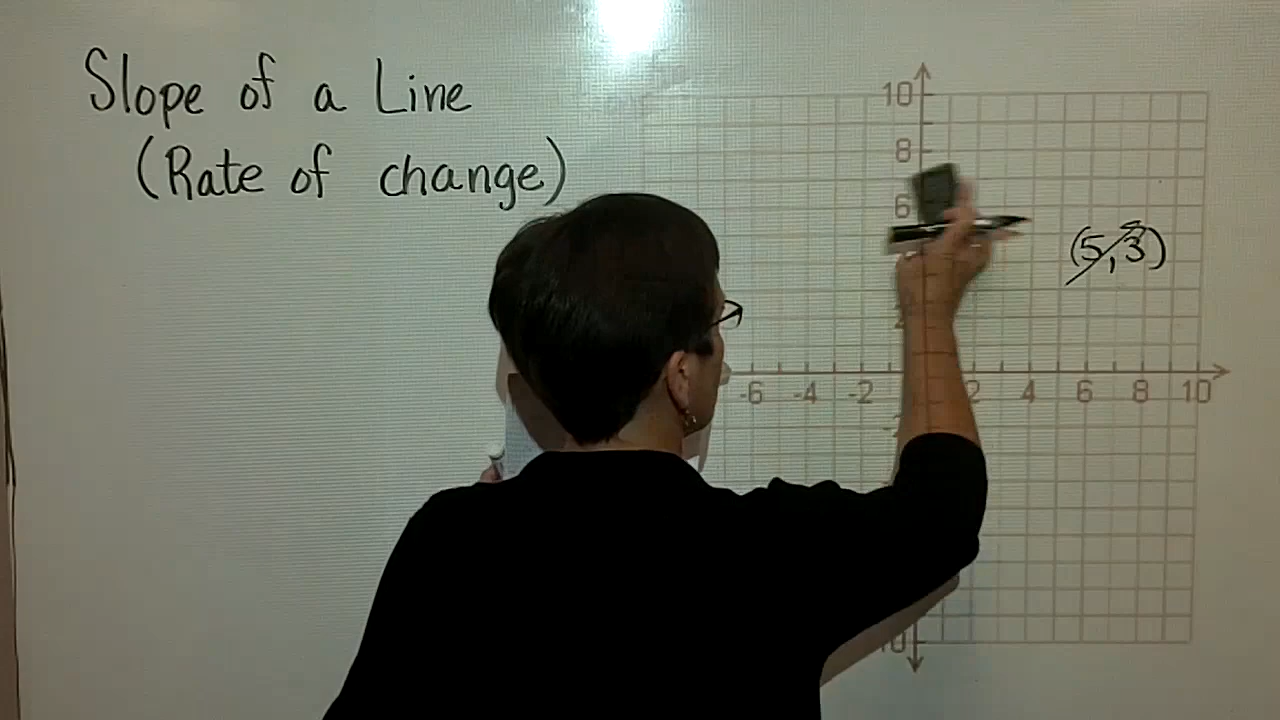 Slope of a Line
(Rate of change)
10
8
6
(5,3)
-6 -4 -2 2 4 6 8 10